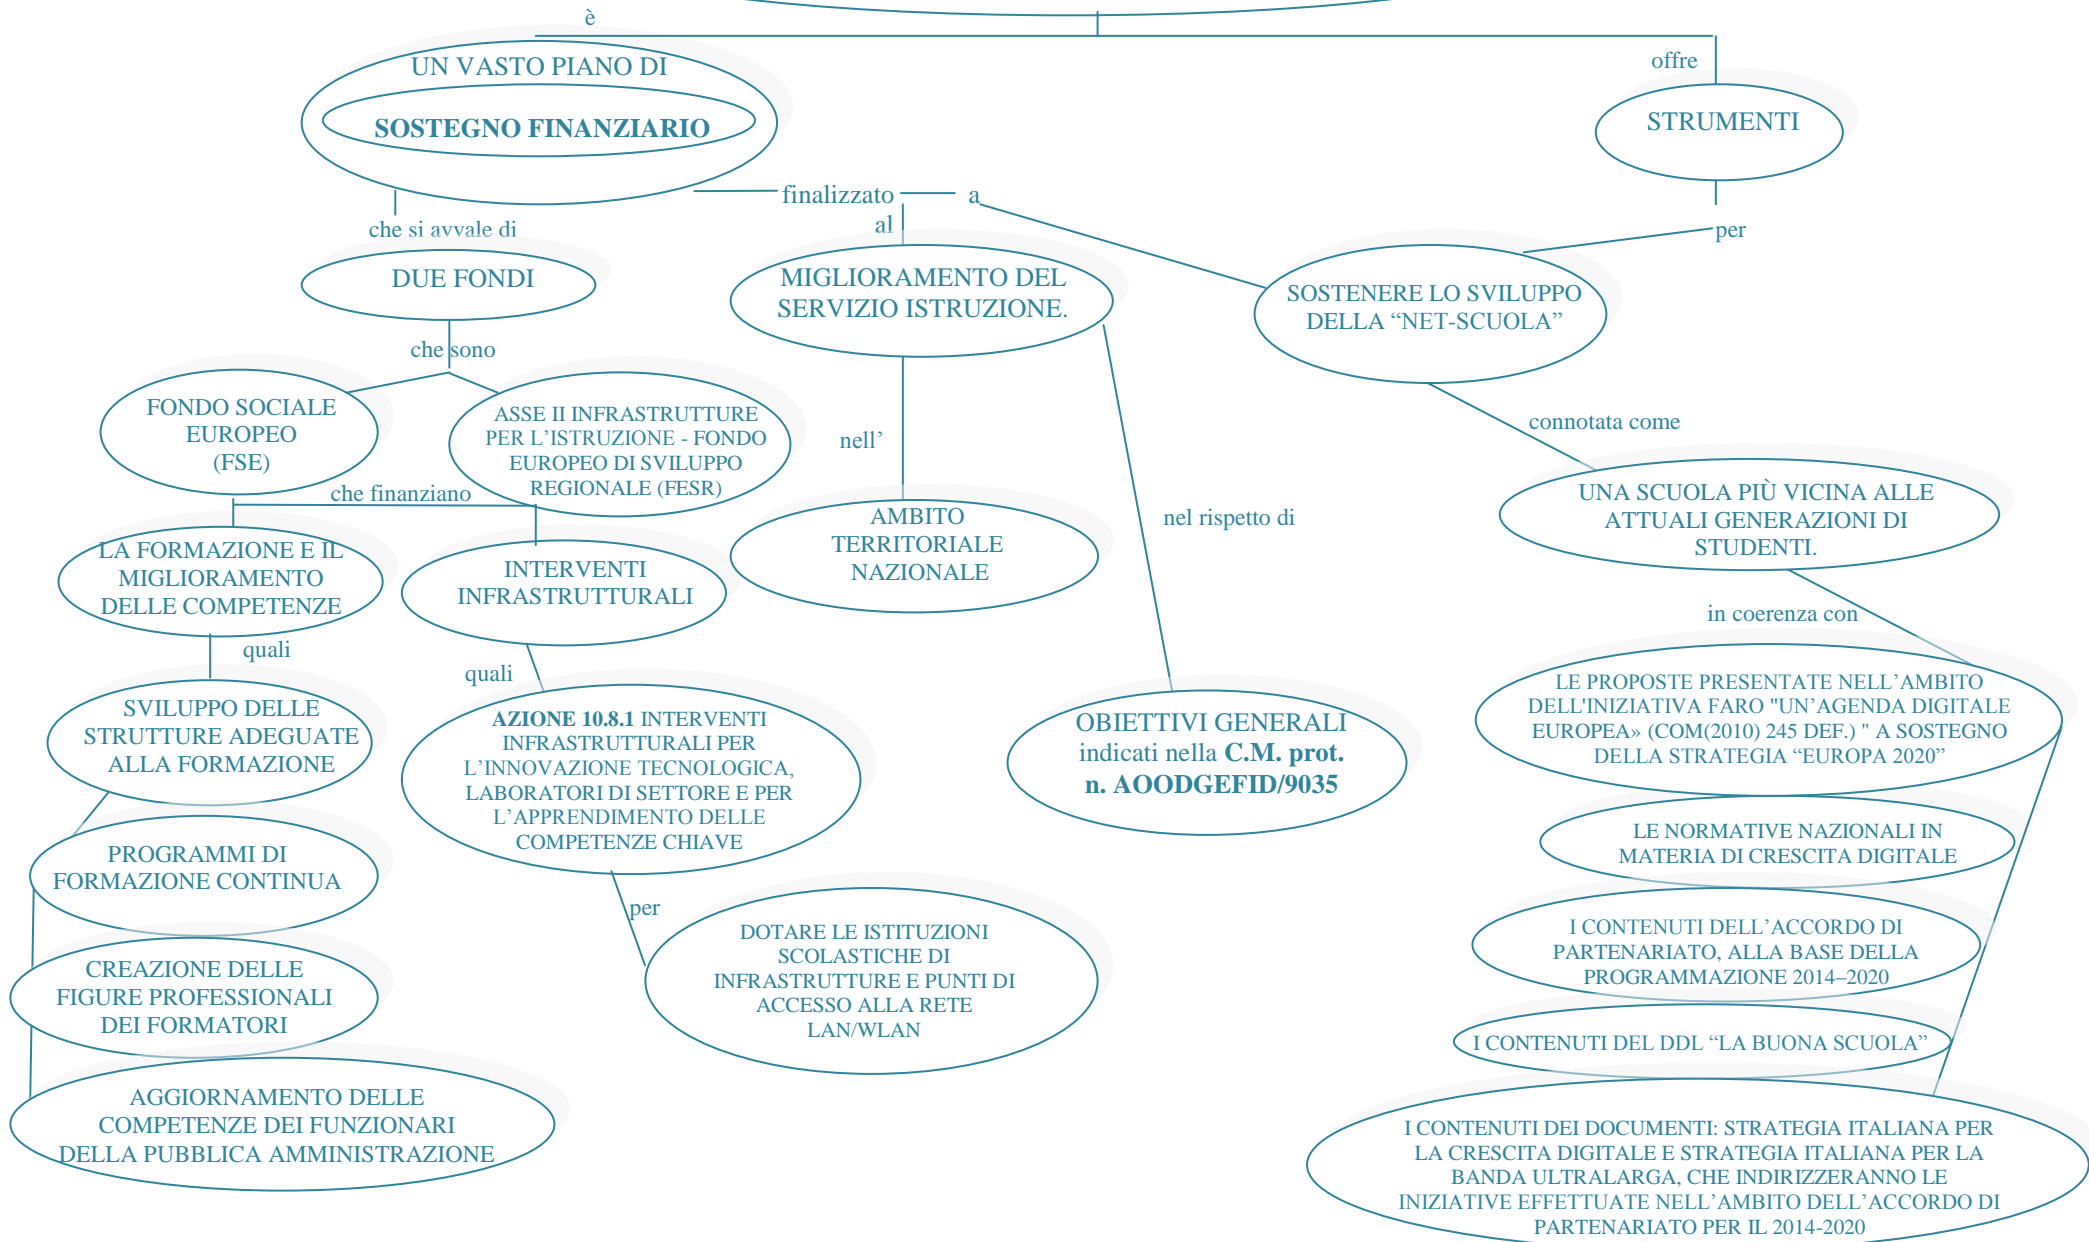 è
UN VASTO PIANO DI
SOSTEGNO FINANZIARIO
offre
STRUMENTI
finalizzato
a
al
che si avvale di
per
DUE FONDI
MIGLIORAMENTO DEL
SERVIZIO ISTRUZIONE.
SOSTENERE LO SVILUPPO
DELLA “NET-SCUOLA”
che sono
FONDO SOCIALE
EUROPEO
(FSE)
ASSE II INFRASTRUTTURE
PER L’ISTRUZIONE - FONDO
EUROPEO DI SVILUPPO
REGIONALE (FESR)
nell’
connotata come
che finanziano
AMBITO
TERRITORIALE
NAZIONALE
nel rispetto di
UNA SCUOLA PIÙ VICINA ALLE
ATTUALI GENERAZIONI DI
STUDENTI.
LA FORMAZIONE E IL
MIGLIORAMENTO
DELLE COMPETENZE
INTERVENTI
INFRASTRUTTURALI
in coerenza con
quali
quali
SVILUPPO DELLE
STRUTTURE ADEGUATE
ALLA FORMAZIONE
AZIONE 10.8.1 INTERVENTI
INFRASTRUTTURALI PER
L’INNOVAZIONE TECNOLOGICA,
LABORATORI DI SETTORE E PER
L’APPRENDIMENTO DELLE
COMPETENZE CHIAVE
OBIETTIVI GENERALI
indicati nella C.M. prot.
n. AOODGEFID/9035
LE PROPOSTE PRESENTATE NELL’AMBITO
DELL'INIZIATIVA FARO "UN’AGENDA DIGITALE
EUROPEA» (COM(2010) 245 DEF.) " A SOSTEGNO
DELLA STRATEGIA “EUROPA 2020”
PROGRAMMI DI
FORMAZIONE CONTINUA
LE NORMATIVE NAZIONALI IN
MATERIA DI CRESCITA DIGITALE
per
DOTARE LE ISTITUZIONI
SCOLASTICHE DI
INFRASTRUTTURE E PUNTI DI
ACCESSO ALLA RETE
LAN/WLAN
I CONTENUTI DELL’ACCORDO DI
PARTENARIATO, ALLA BASE DELLA
PROGRAMMAZIONE 2014–2020
CREAZIONE DELLE
FIGURE PROFESSIONALI
DEI FORMATORI
I CONTENUTI DEL DDL “LA BUONA SCUOLA”
AGGIORNAMENTO DELLE
COMPETENZE DEI FUNZIONARI
DELLA PUBBLICA AMMINISTRAZIONE
I CONTENUTI DEI DOCUMENTI: STRATEGIA ITALIANA PER
LA CRESCITA DIGITALE E STRATEGIA ITALIANA PER LA
BANDA ULTRALARGA, CHE INDIRIZZERANNO LE
INIZIATIVE EFFETTUATE NELL’AMBITO DELL’ACCORDO DI
PARTENARIATO PER IL 2014-2020